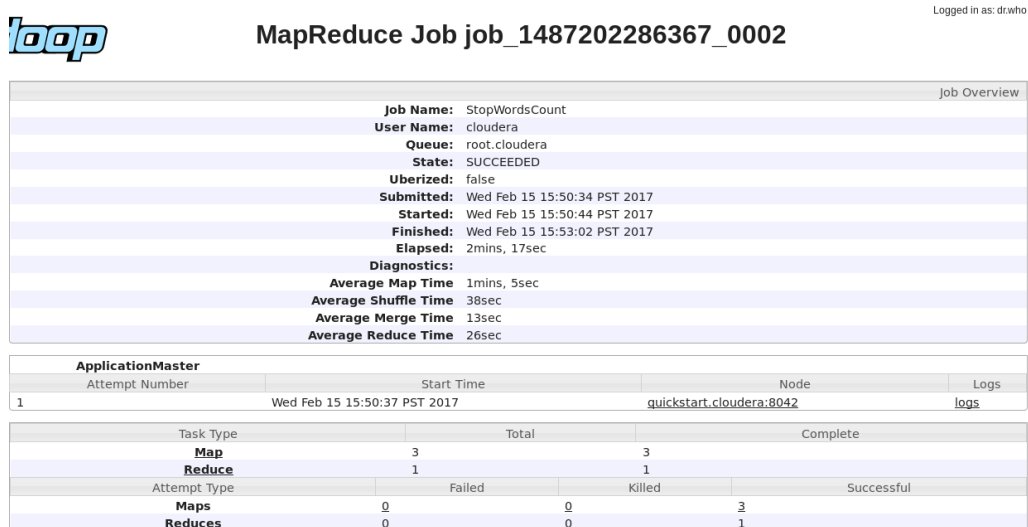 Logged in as: dr.who
doop
MapReduce Job job_1487202286367_0002
Job Overview
Job Name: StopWordsCount
User Name: cloudera
Queue: root.cloudera
State: SUCCEEDED
Uberized: false
Submitted: Wed Feb 15 15:50:34 PST 2017
Started: Wed Feb 15 15:50:44 PST 2017
Finished: Wed Feb 15 15:53:02 PST 2017
Elapsed: 2mins, 17sec
Diagnostics:
Average Map Time 1mins, 5sec
Average Shuffle Time 38sec
Average Merge Time 13sec
Average Reduce Time 26sec
ApplicationMaster
Attempt Number Start Time Node Logs
1 Wed Feb 15 15:50:37 PST 2017 quickstart.cloudera:8042 logs
Task Type Total Complete
Map 3 3
Reduce 1 1
Attempt Type Failed Killed Successful
Maps 0 0 3
Reduces 0 0 1